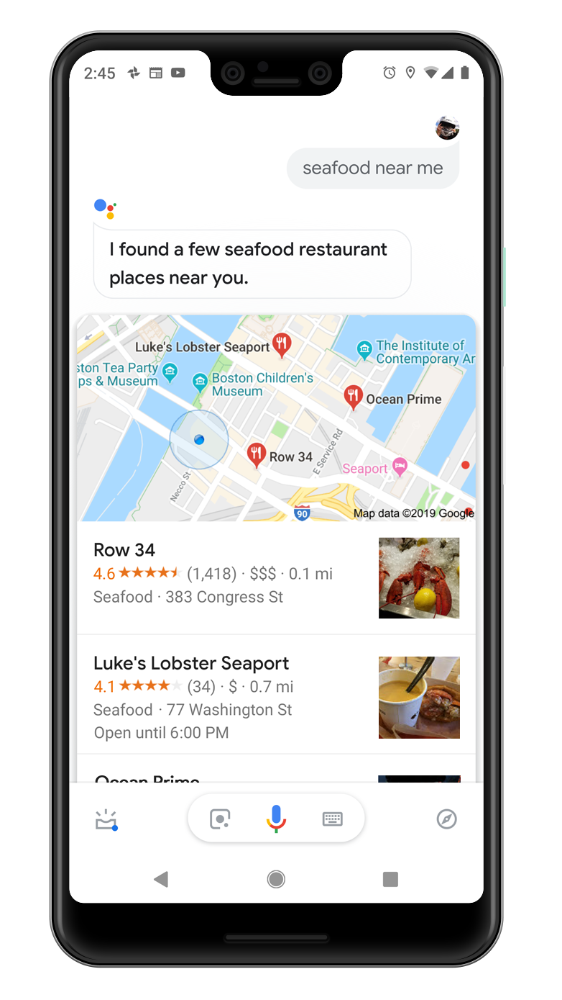 2:45
seafood near me
I found a few seafood restaurant
places near you.
Luke's Lobster Seaport
The Institute of
Contemporary Ar
ston Tea Party
ps & Museum
Boston Children's
Museum
Ocean Prime
Row 34
E Service Rd
Seaport
Necco St
90
Map data ©2019 Google
Row 34
4.6 (1,418) · $$$ · 0.1 mi
Seafood · 383 Congress St
Luke's Lobster Seaport
4.1 (34) · $ · 0.7 mi
Seafood · 77 Washington St
Open until 6:00 PM
Ocean Prime